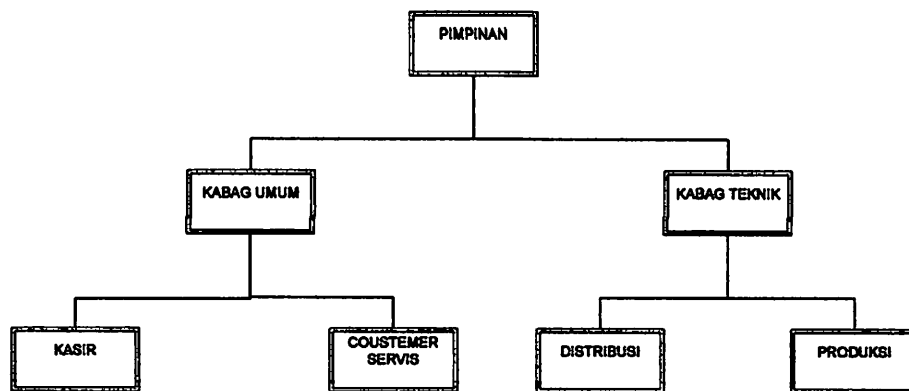 PIMPINAN
KABAG UMUM
KABAG TEKNIK
KASIR
COUSTEMER
SERVIS
DISTRIBUSI
PRODUKSI